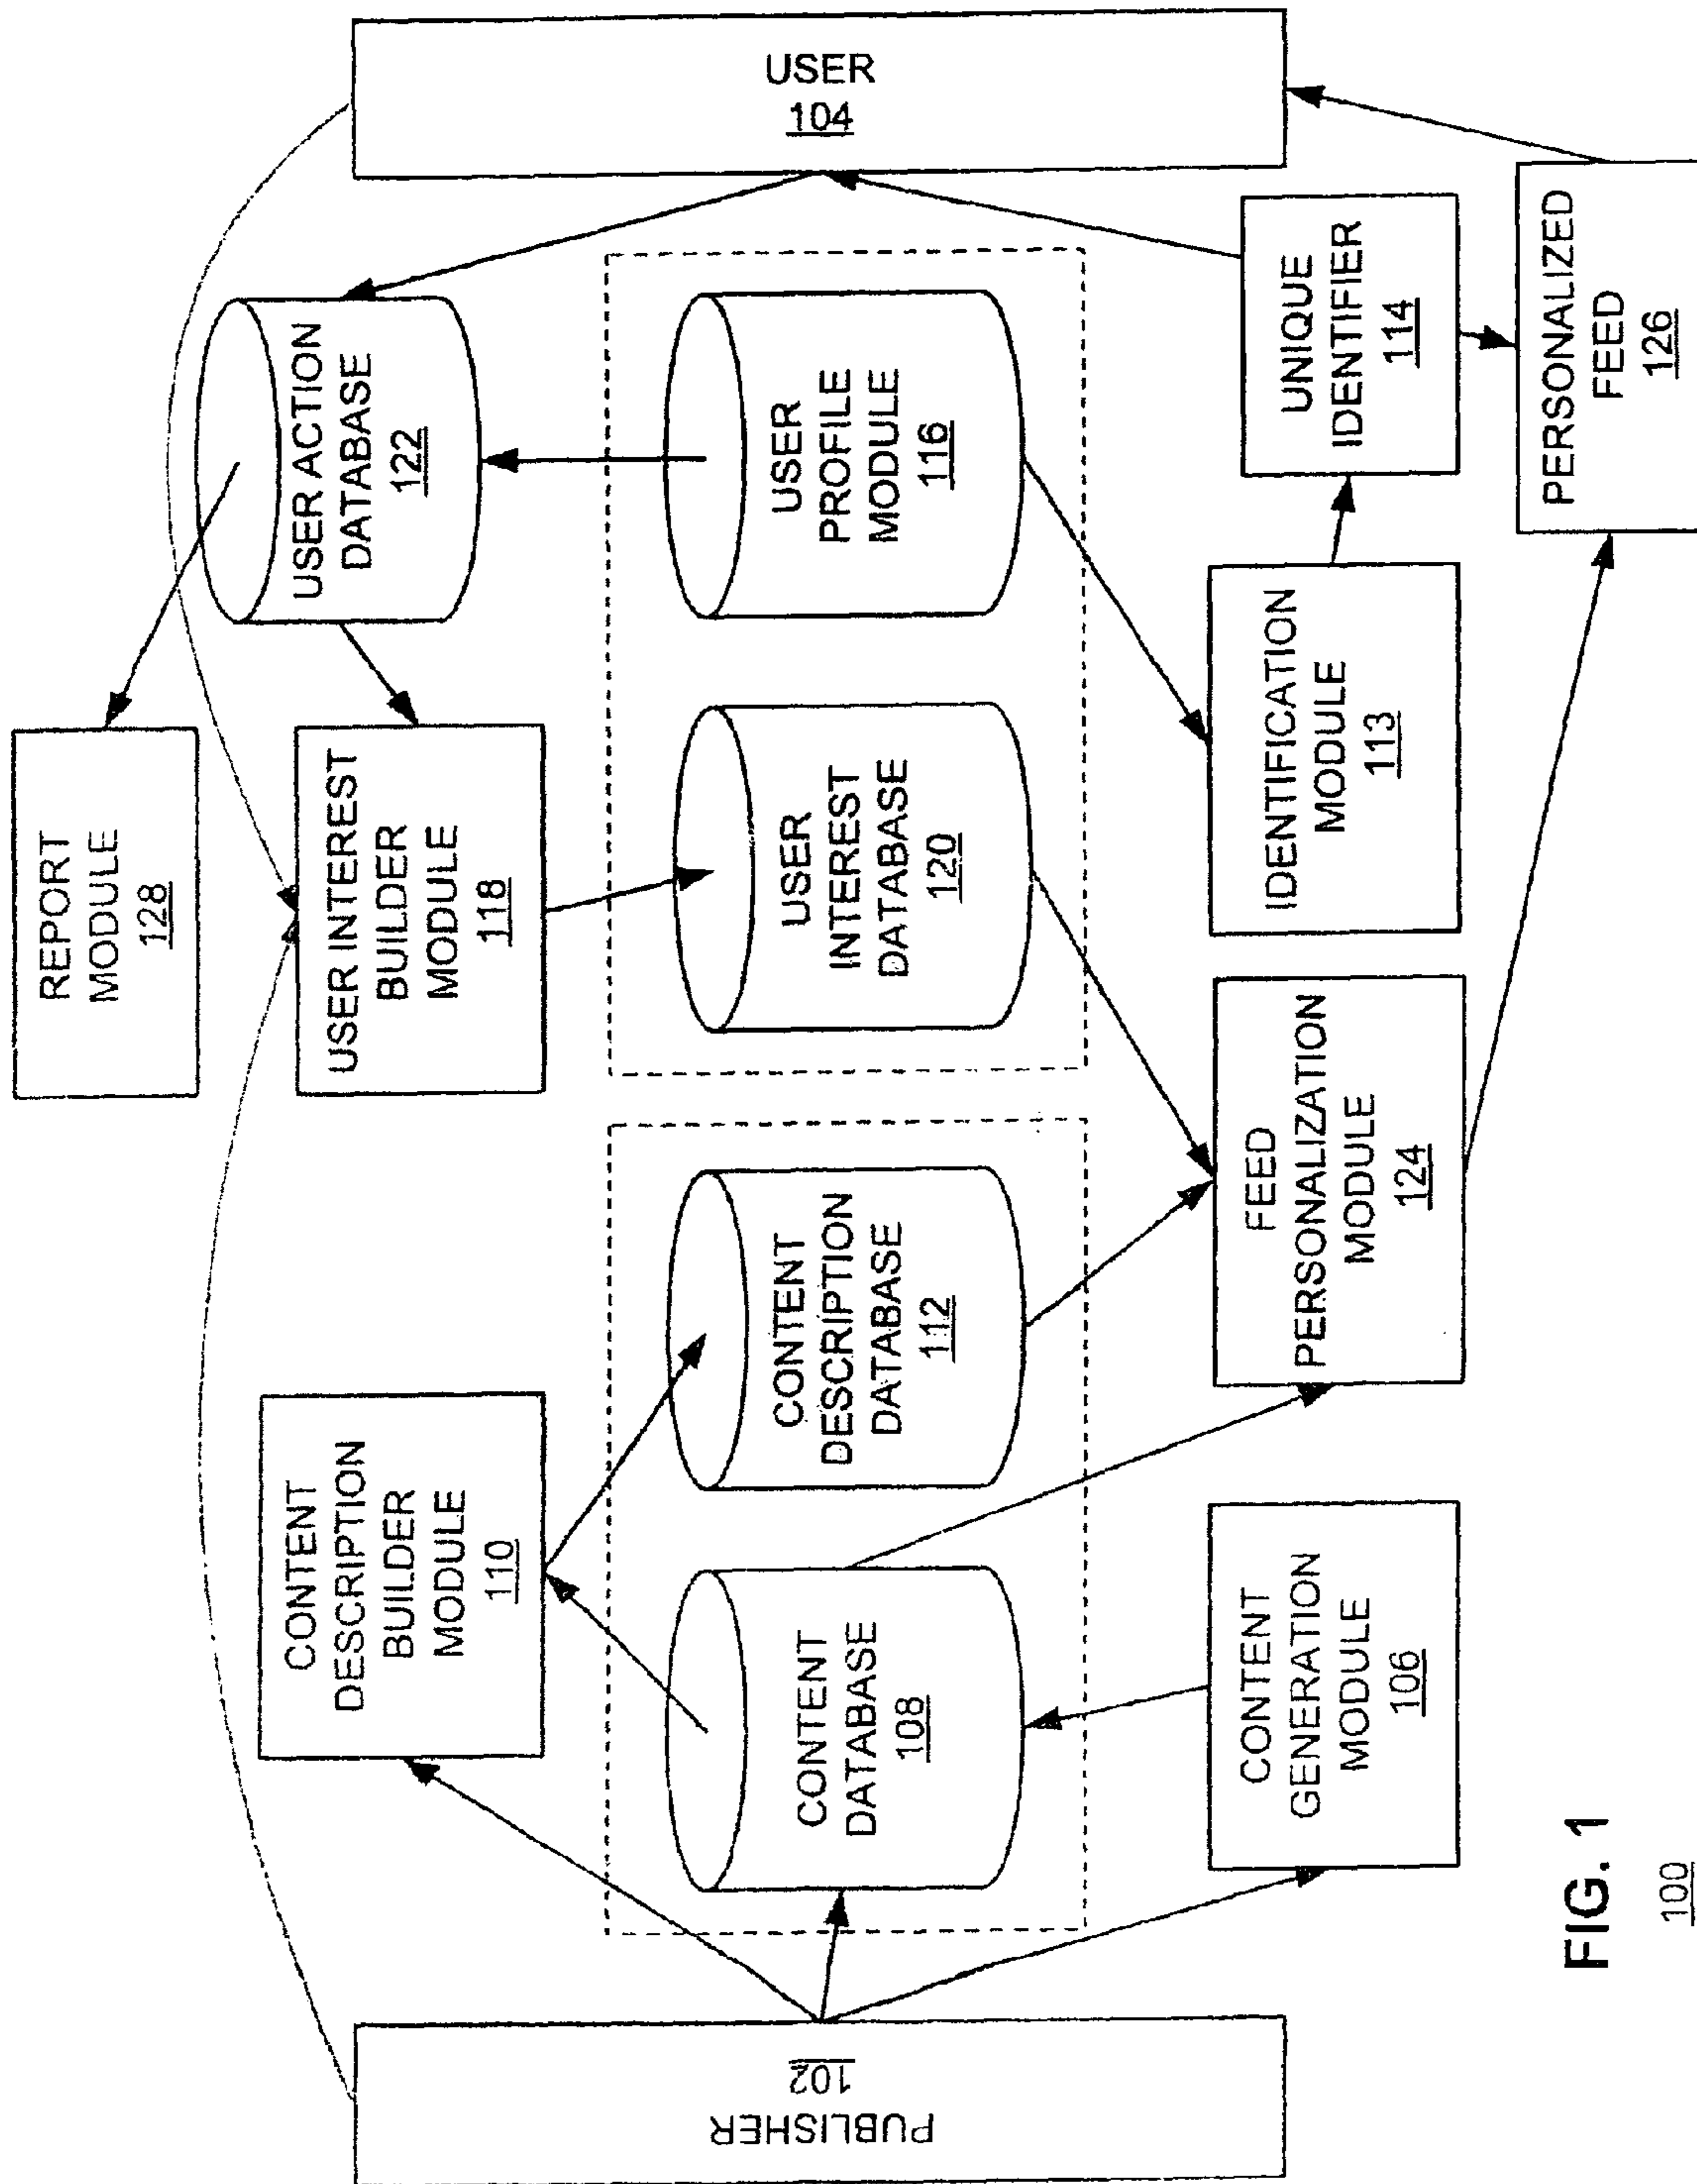 REPORT
MODULE
128
USER INTEREST
BUILDER
MODULE
118
USER ACTION
DATABASE
122
USER
104
CONTENT
DESCRIPTION
BUILDER
MODULE
110
PUBLISHER
102
CONTENT
DATABASE
108
CONTENT
DESCRIPTION
DATABASE
112
USER
INTEREST
DATABASE
120
USER
PROFILE
MODULE
116
CONTENT
GENERATION
MODULE
106
FEED
PERSONALIZATION
MODULE
124
IDENTIFICATION
MODULE
113
UNIQUE
IDENTIFIER
114
PERSONALIZED
FEED
126
FIG. 1
100